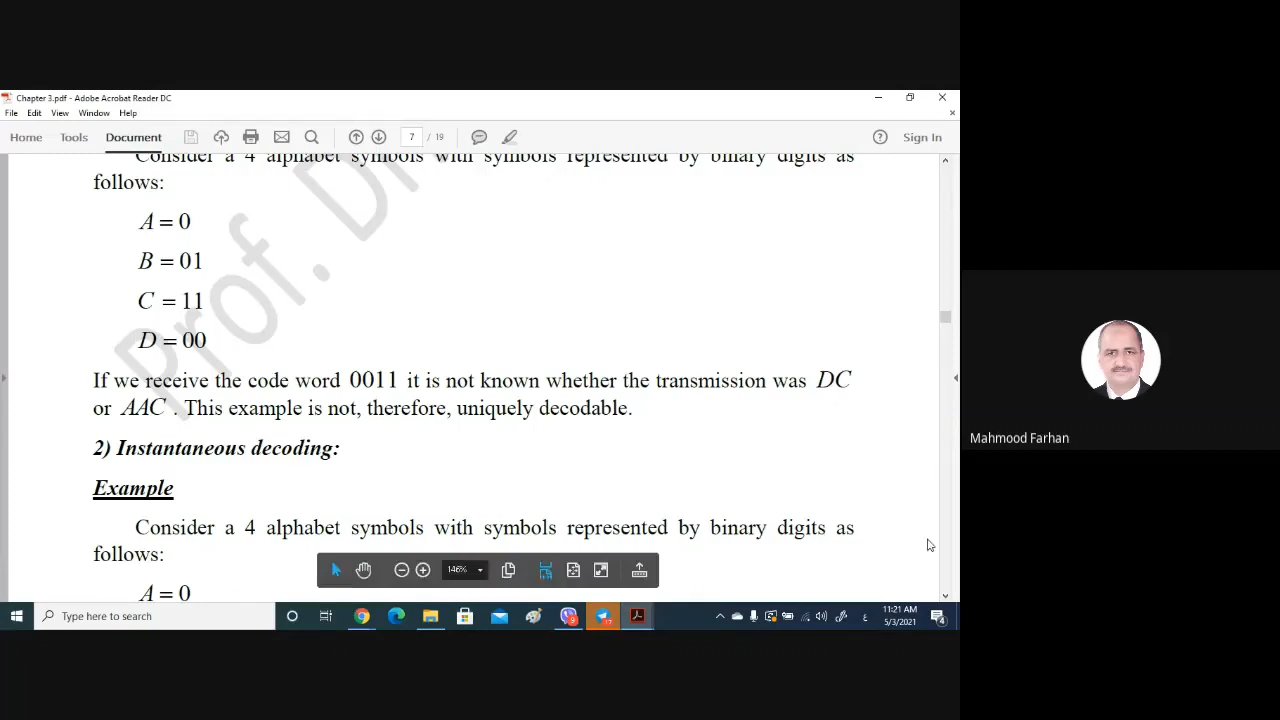 Chapter 3.pdf - Adobe Acrobat Reader DC
File Edit View Window Help
Home Tools Document 7 / 19 Sign In
Consider a 4 alphabet symbols with symbols represented by binary digits as
follows:
A = 0
B = 01
C = 11
D = 00
If we receive the code word 0011 it is not known whether the transmission was DC
or AAC . This example is not, therefore, uniquely decodable.
2) Instantaneous decoding:
Example
Consider a 4 alphabet symbols with symbols represented by binary digits as
follows:
A = 0
146%
Prof. Dr
Mahmood Farhan
Type here to search
ع
11:21 AM
5/3/2021
4